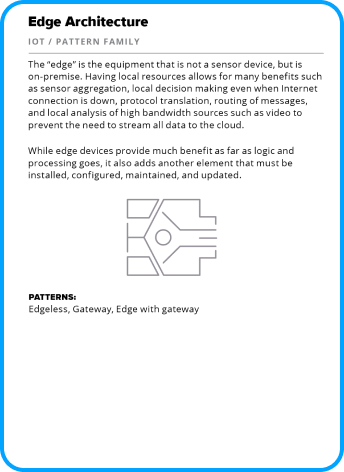 Edge Architecture
IOT / PATTERN FAMILY
The “edge” is the equipment that is not a sensor device, but is
on-premise. Having local resources allows for many benefits such
as sensor aggregation, local decision making even when Internet
connection is down, protocol translation, routing of messages,
and local analysis of high bandwidth sources such as video to
prevent the need to stream all data to the cloud.
While edge devices provide much benefit as far as logic and
processing goes, it also adds another element that must be
installed, configured, maintained, and updated.
PATTERNS:
Edgeless, Gateway, Edge with gateway